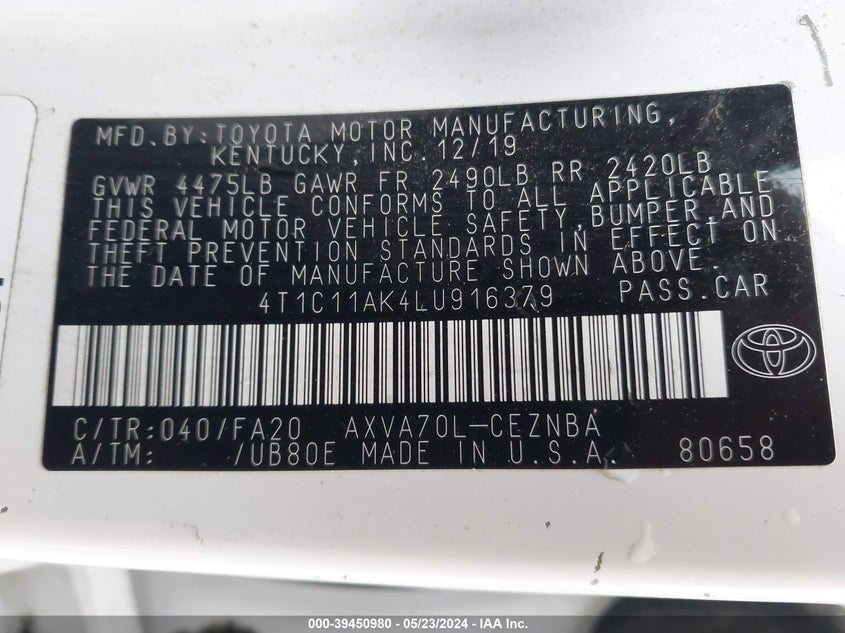 MFD. BY: TOYOTA MOTOR MANUFACTURING,
KENTUCKY, INC. 12/19
GVWR 4475LB GAWR FR 2490LB RR 2420LB
THIS VEHICLE CONFORMS TO ALL APPLICABLE
FEDERAL MOTOR VEHICLE SAFETY, BUMPER, AND
THEFT PREVENTION STANDARDS IN EFFECT ON
THE DATE OF MANUFACTURE SHOWN ABOVE.
4T1C11AK4LU916379 PASS. CAR
C/TR: 040/FA20 AXVA70L-CEZNBA
A/TM: /UB80E MADE IN U.S.A. 80658
000-39450980 - 05/23/2024 - IAA Inc.